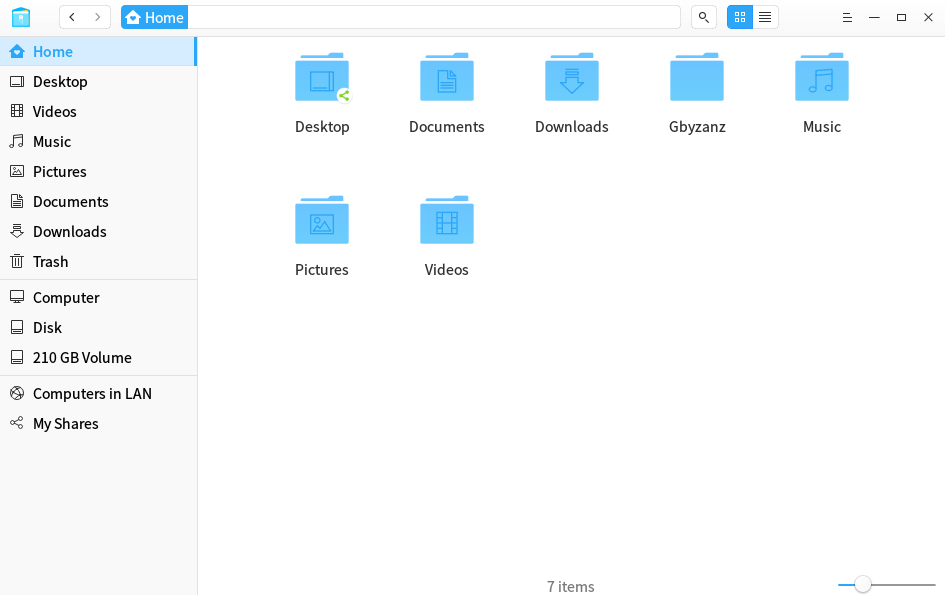 Home
Home
Desktop
Videos
Music
Pictures
Documents
Downloads
Trash
Computer
Disk
210 GB Volume
Computers in LAN
My Shares
Desktop
Documents
Downloads
Gbyzanz
Music
Pictures
Videos
7 items